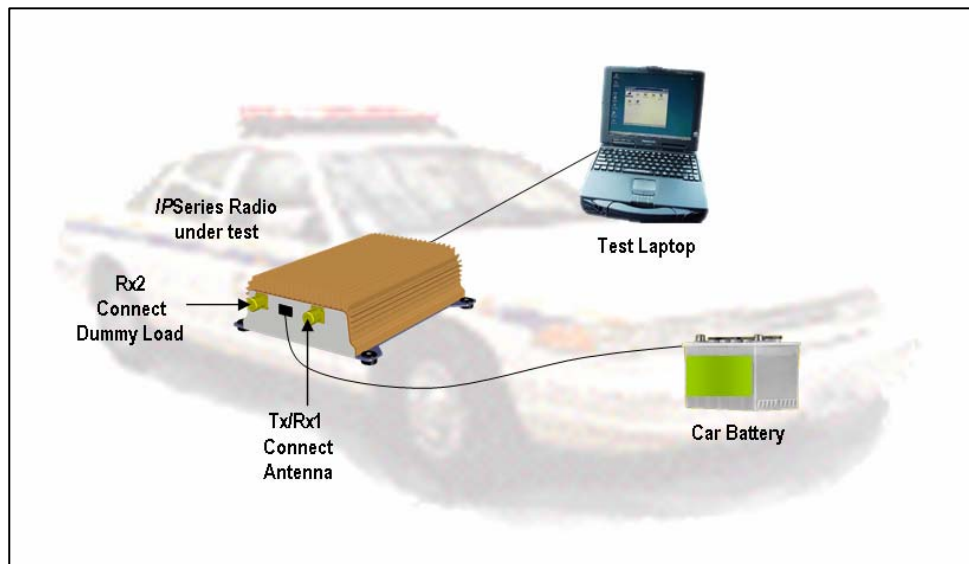 IPSeries Radio
under test
Rx2
Connect
Dummy Load
Tx/Rx1
Connect
Antenna
Test Laptop
Car Battery